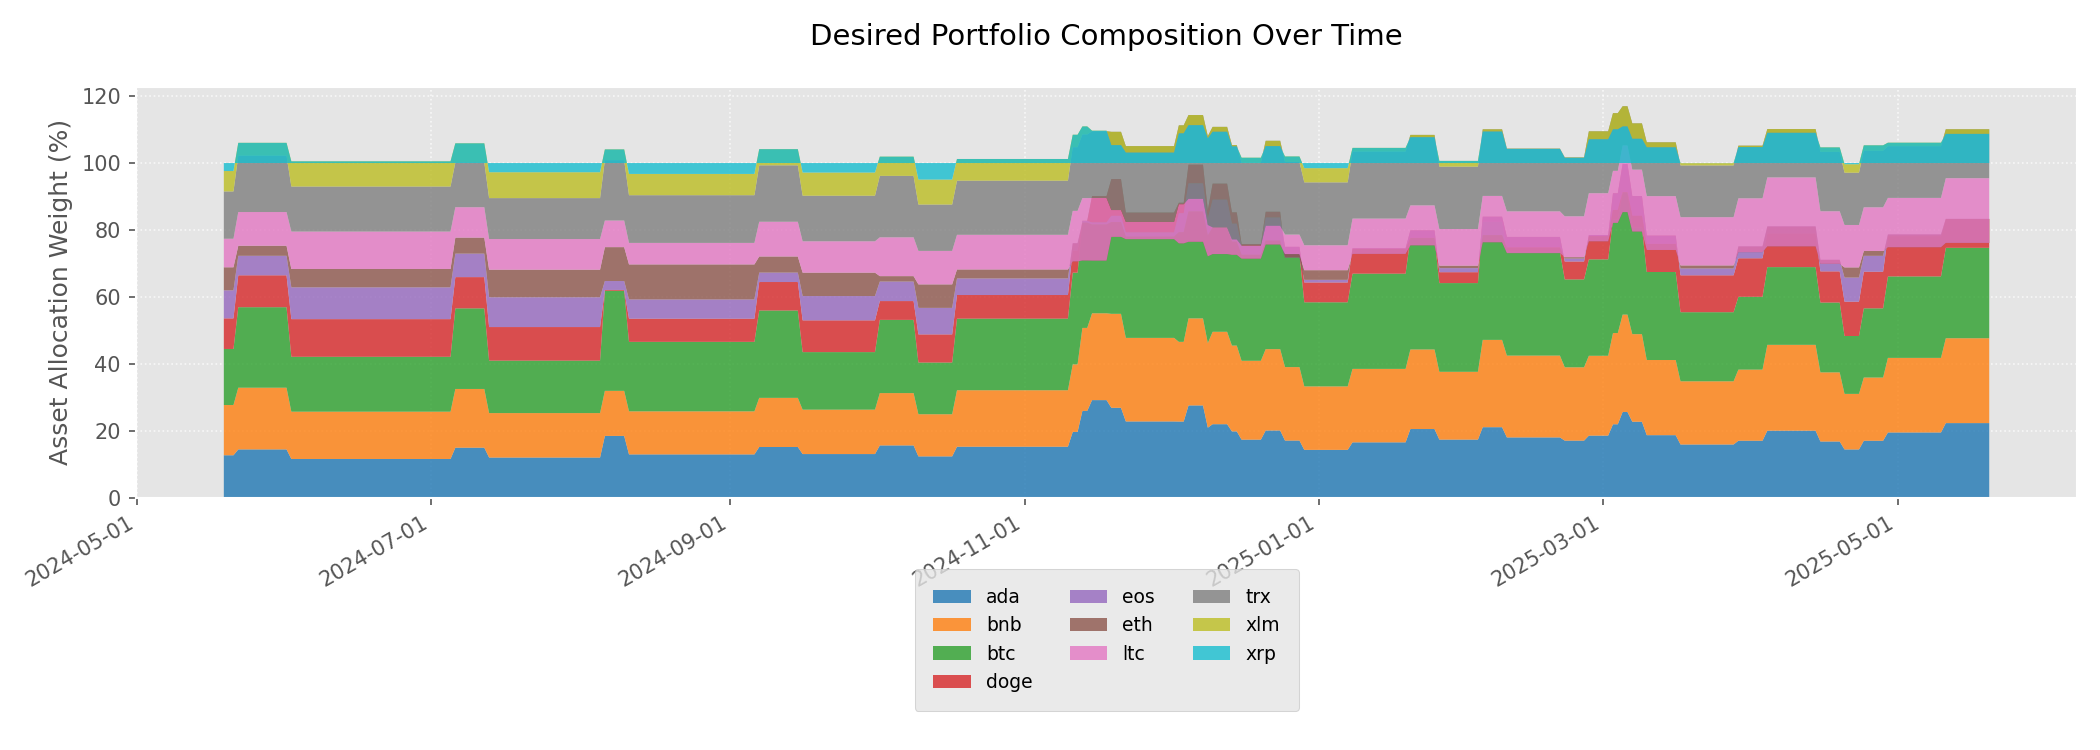 Desired Portfolio Composition Over Time
Asset Allocation Weight (%)
120
100
80
60
40
20
0
2024-05-01
2024-07-01
2024-09-01
2024-11-01
2025-01-01
2025-03-01
2025-05-01
ada
bnb
btc
doge
eos
eth
ltc
trx
xlm
xrp